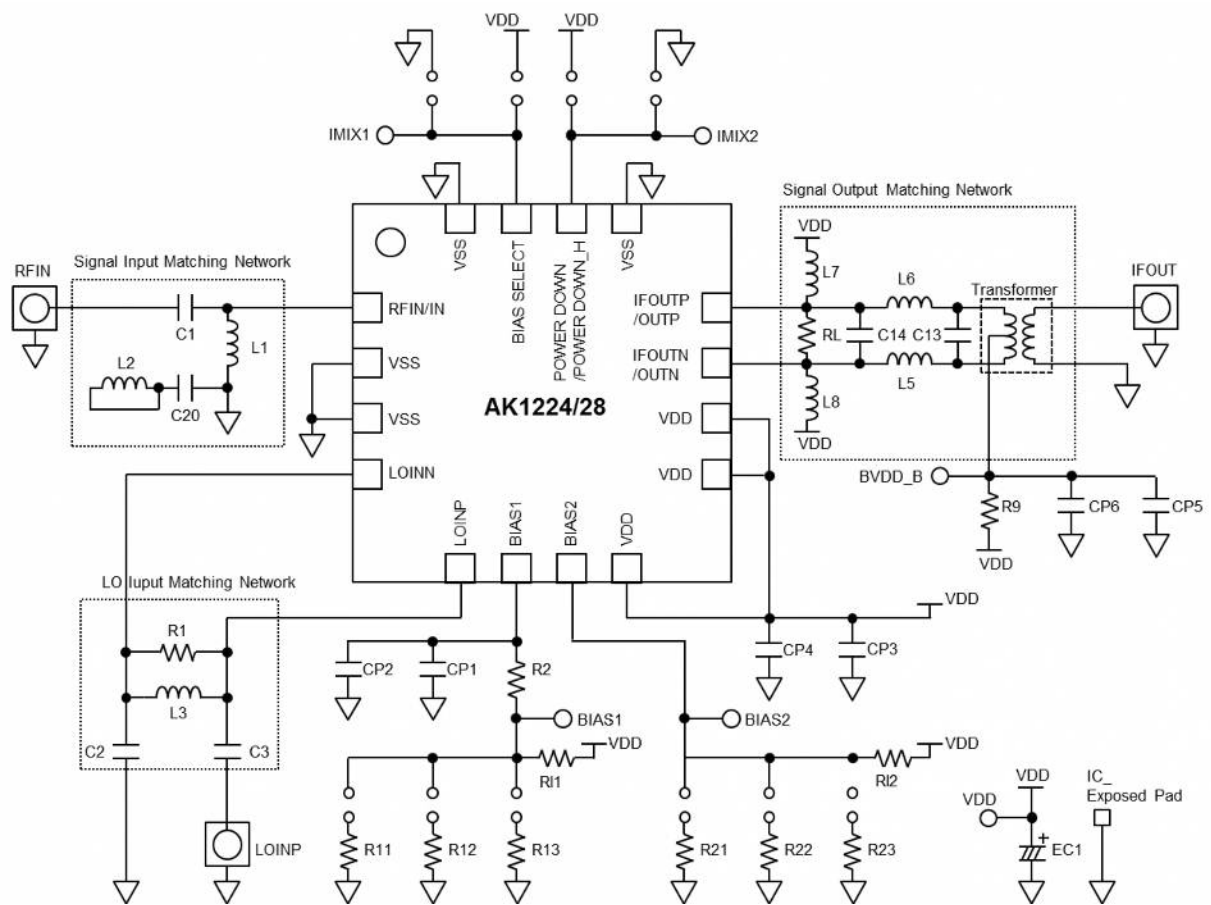 VDD
VDD
IMIX1
IMIX2
Signal Output Matching Network
VDD
VSS
BIAS SELECT
POWER DOWN
/POWER DOWN_H
VSS
Signal Input Matching Network
RFIN
L7
L6
Transformer
IFOUT
C1
L1
RFIN/IN
IFOUTP
/OUTP
RL
C14
C13
L2
C20
VSS
IFOUTN
/OUTN
L5
L8
VSS
AK1224/28
VDD
VDD
LOINN
VDD
BVDD_B
R9
CP6
CP5
VDD
LOINP
BIAS1
BIAS2
VDD
LO Iuput Matching Network
R1
L3
C2
C3
CP2
CP1
R2
VDD
CP4
CP3
BIAS1
BIAS2
VDD
RI1
VDD
RI2
LOINP
R11
R12
R13
R21
R22
R23
VDD
VDD
EC1
IC_
Exposed Pad